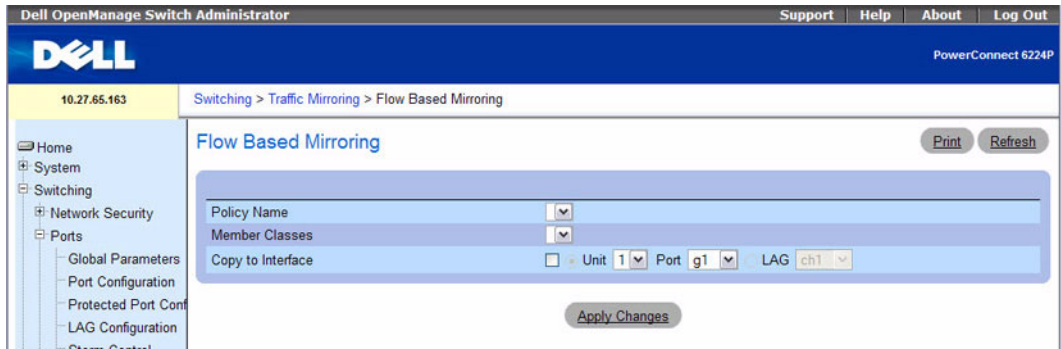 Dell OpenManage Switch Administrator Support Help About Log Out
DELL
PowerConnect 6224P
10.27.65.163 Switching > Traffic Mirroring > Flow Based Mirroring
Home
System
Switching
Network Security
Ports
Global Parameters
Port Configuration
Protected Port Conf
LAG Configuration
Storm Control
Flow Based Mirroring
Print Refresh
Policy Name
Member Classes
Copy to Interface Unit 1 Port g1 LAG ch1
Apply Changes